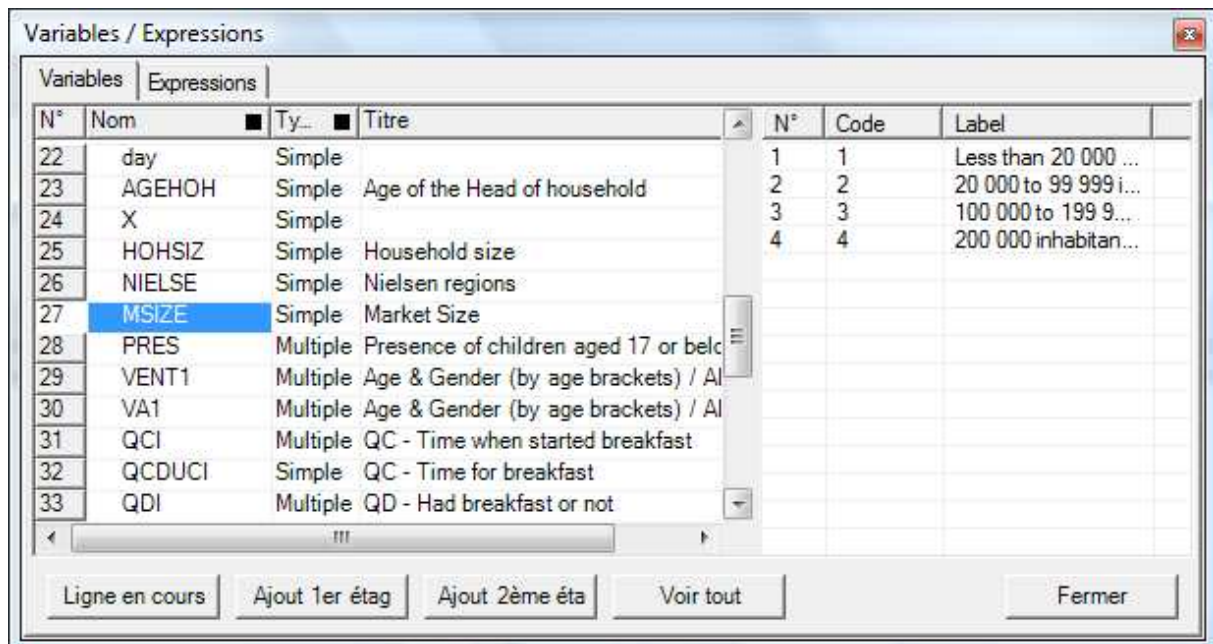 Variables / Expressions
Variables Expressions
N° Nom Ty... Titre N° Code Label
22 day Simple 1 1 Less than 20 000 ...
23 AGEHOH Simple Age of the Head of household 2 2 20 000 to 99 999 i...
24 X Simple 3 3 100 000 to 199 9...
25 HOHSIZ Simple Household size 4 4 200 000 inhabitan...
26 NIELSE Simple Nielsen regions
27 MSIZE Simple Market Size
28 PRES Multiple Presence of children aged 17 or belc
29 VENT1 Multiple Age & Gender (by age brackets) / Al
30 VA1 Multiple Age & Gender (by age brackets) / Al
31 QCI Multiple QC - Time when started breakfast
32 QCDUCI Simple QC - Time for breakfast
33 QDI Multiple QD - Had breakfast or not
Ligne en cours Ajout 1er étag Ajout 2ème éta Voir tout Fermer